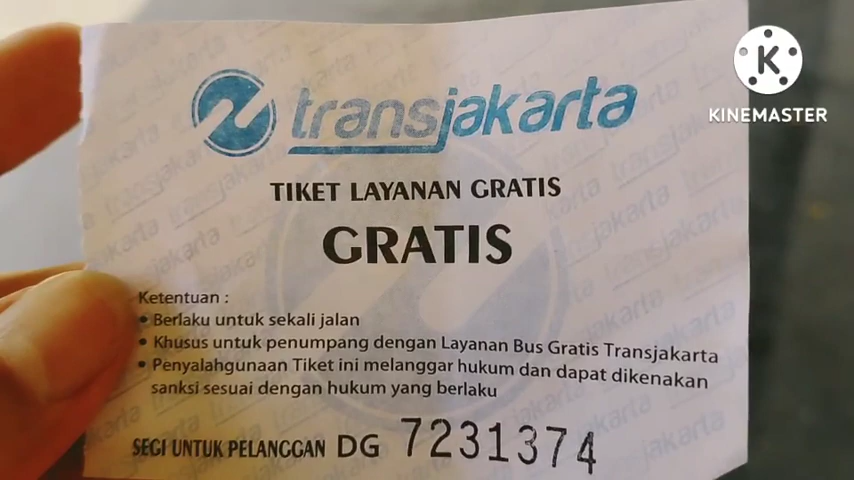 transjakarta
TIKET LAYANAN GRATIS
GRATIS
Ketentuan :
• Berlaku untuk sekali jalan
• Khusus untuk penumpang dengan Layanan Bus Gratis Transjakarta
• Penyalahgunaan Tiket ini melanggar hukum dan dapat dikenakan
sanksi sesuai dengan hukum yang berlaku
SEGI UNTUK PELANGGAN DG 7231374
K
KINEMASTER